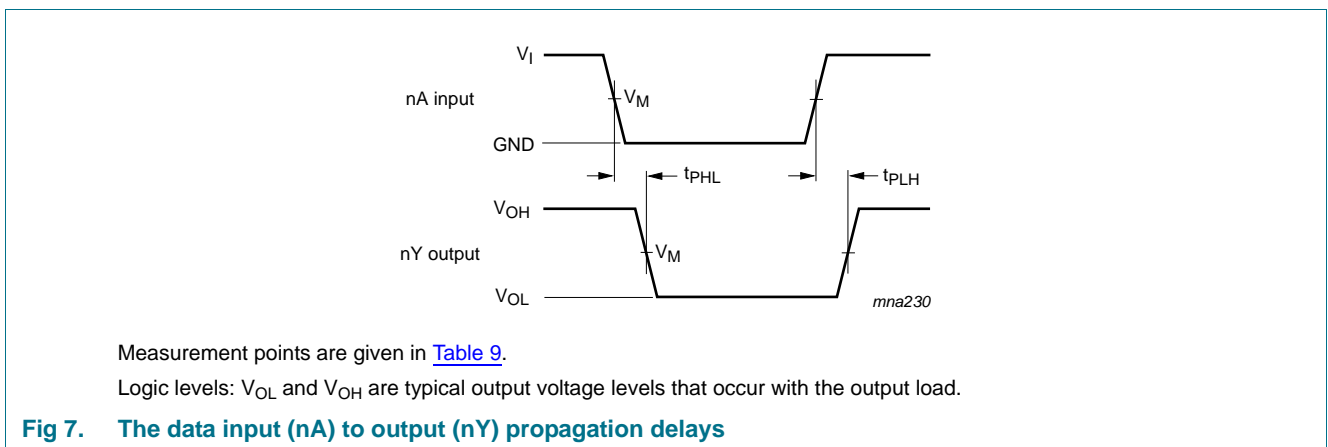 V_I
nA input
V_M
GND
t_PHL
t_PLH
V_OH
nY output
V_M
V_OL
mna230
Measurement points are given in Table 9.
Logic levels: V_OL and V_OH are typical output voltage levels that occur with the output load.
Fig 7. The data input (nA) to output (nY) propagation delays